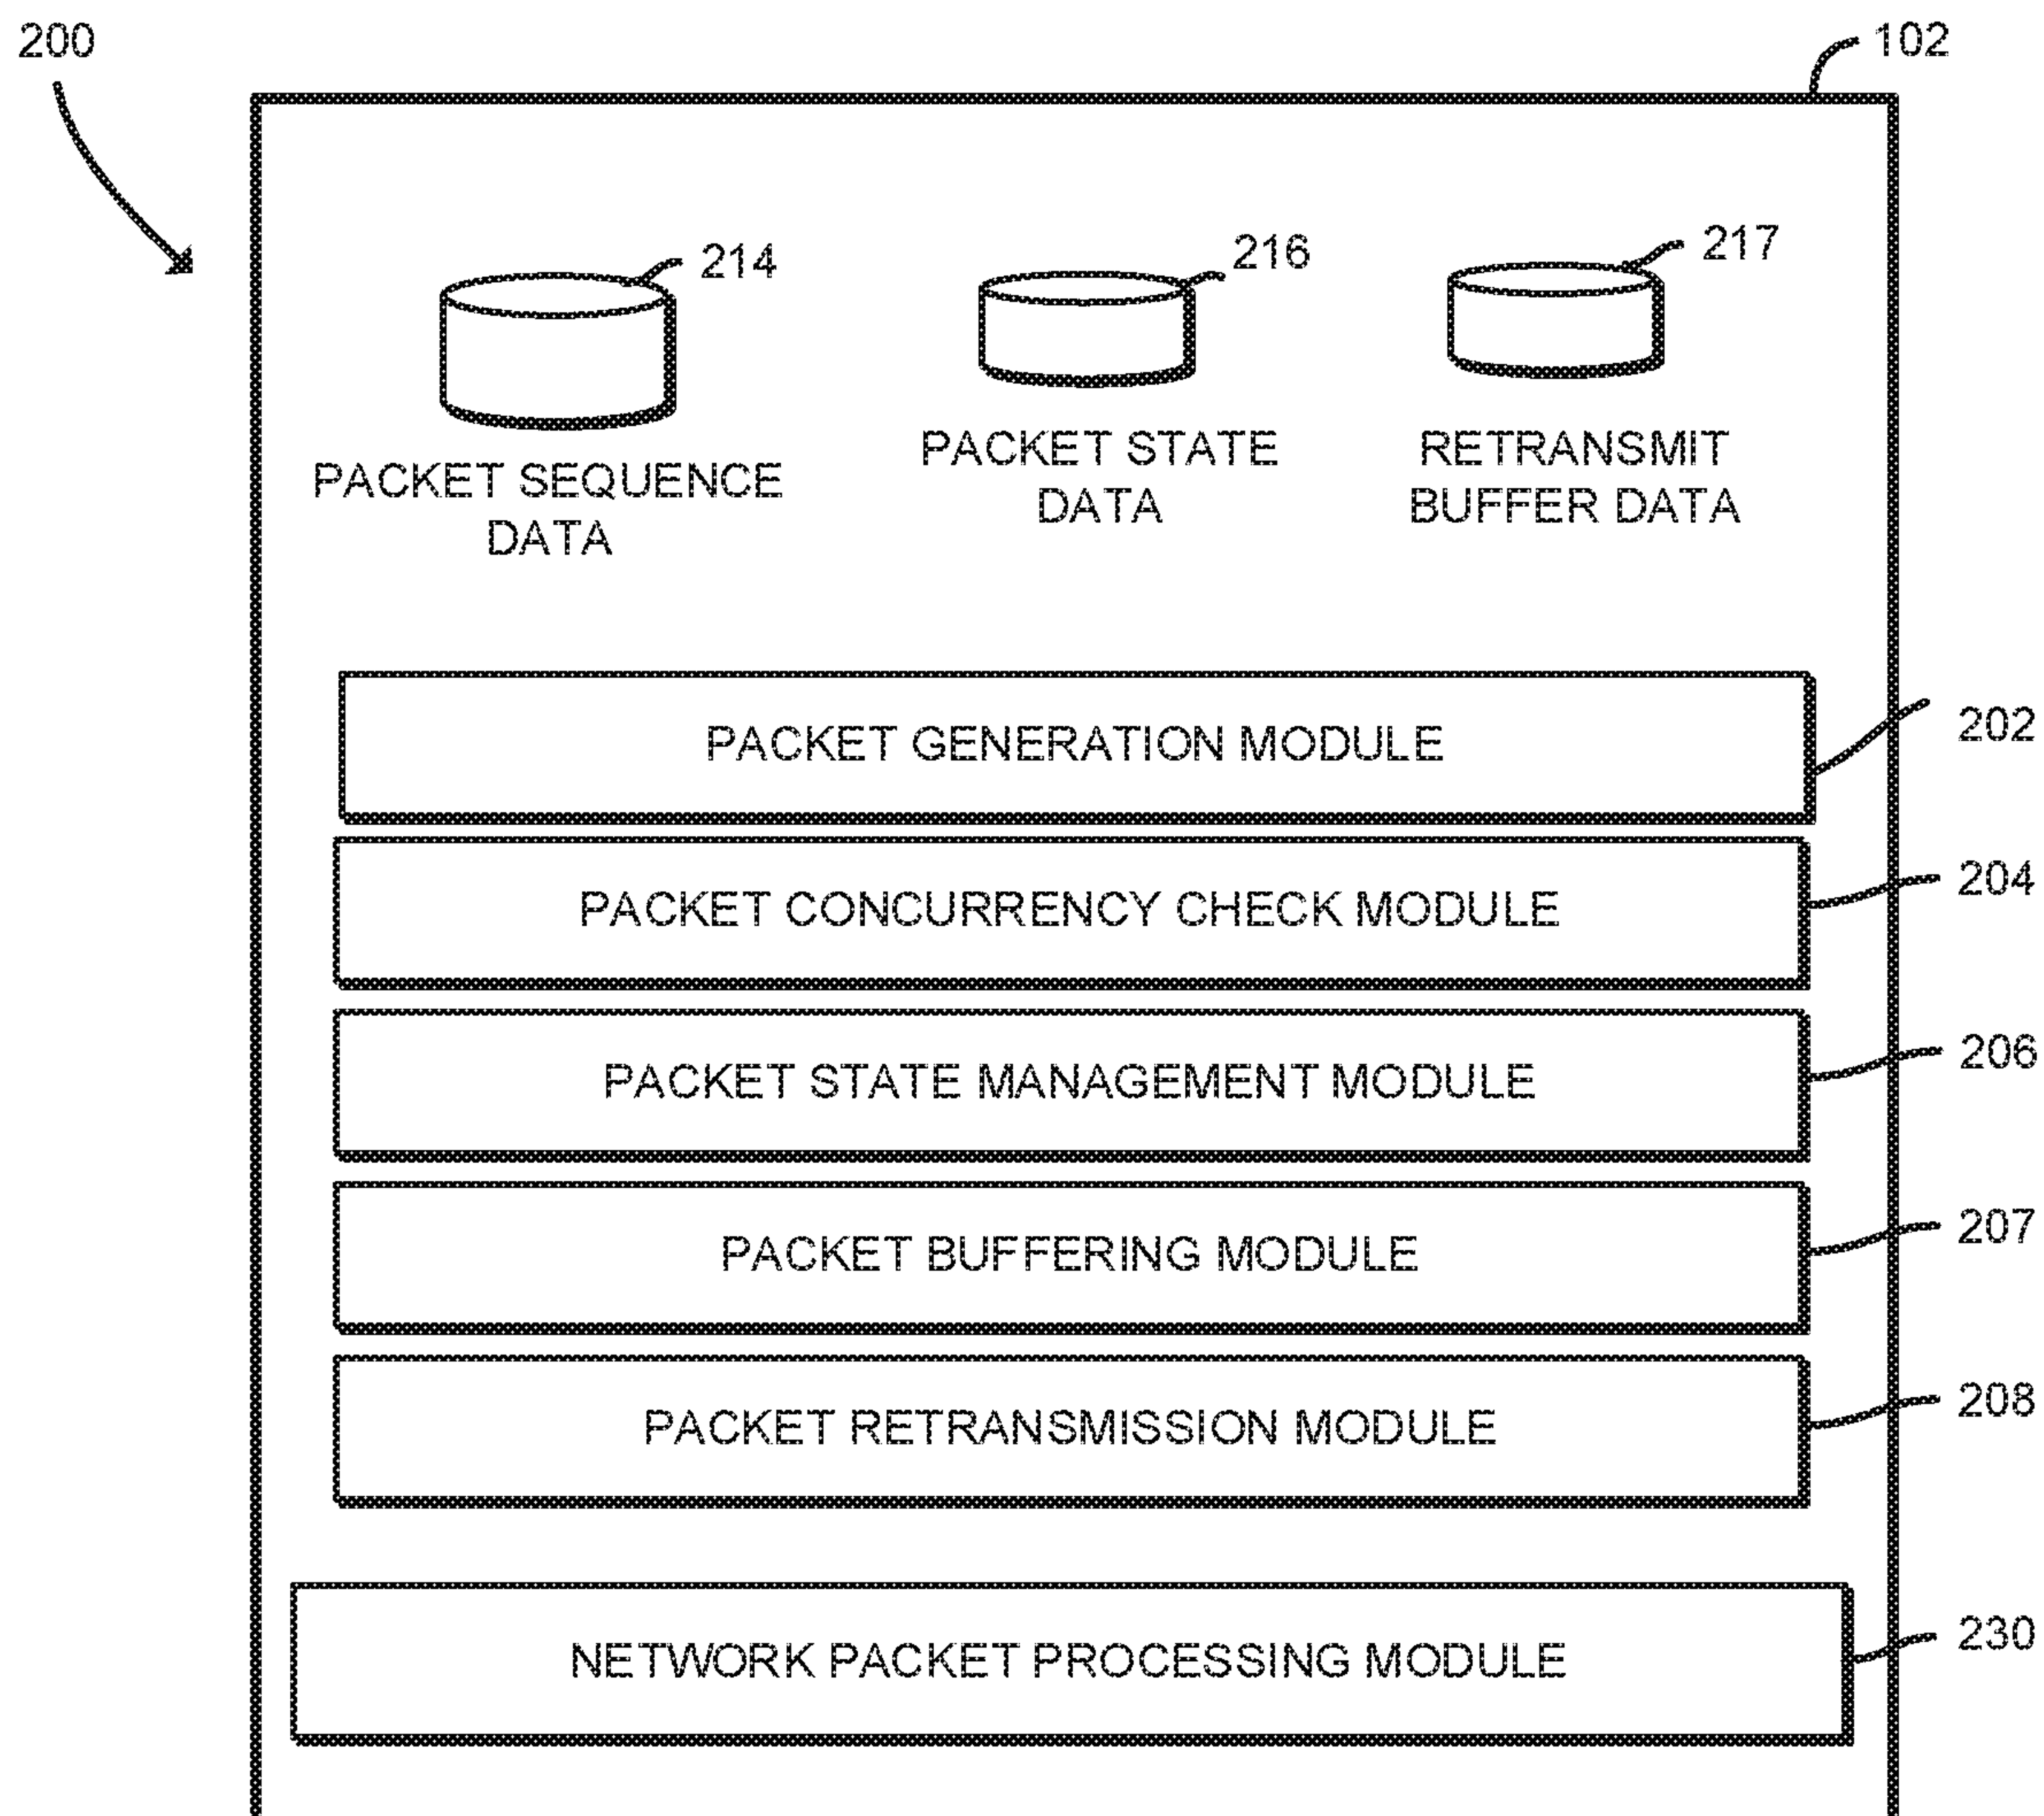 200
102
214
216
217
PACKET SEQUENCE
DATA
PACKET STATE
DATA
RETRANSMIT
BUFFER DATA
PACKET GENERATION MODULE
202
PACKET CONCURRENCY CHECK MODULE
204
PACKET STATE MANAGEMENT MODULE
206
PACKET BUFFERING MODULE
207
PACKET RETRANSMISSION MODULE
208
NETWORK PACKET PROCESSING MODULE
230